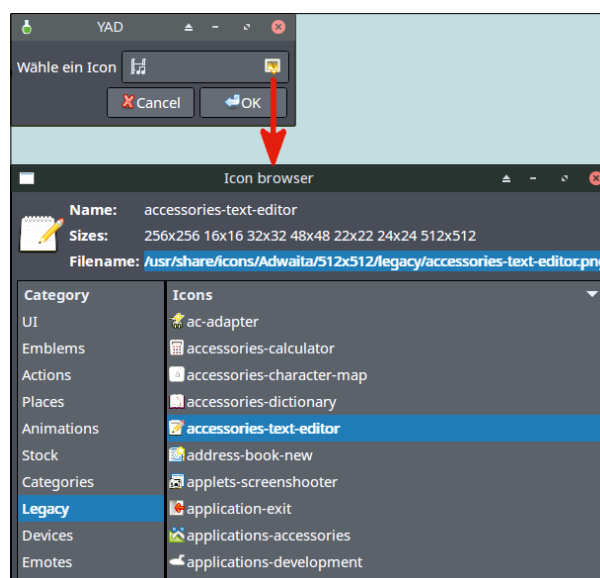 YAD
Wähle ein Icon
Cancel OK
Icon browser
Name: accessories-text-editor
Sizes: 256x256 16x16 32x32 48x48 22x22 24x24 512x512
Filename: /usr/share/icons/Adwaita/512x512/legacy/accessories-text-editor.png
Category Icons
UI ac-adapter
Emblems accessories-calculator
Actions accessories-character-map
Places accessories-dictionary
Animations accessories-text-editor
Stock address-book-new
Categories applets-screenshooter
Legacy application-exit
Devices applications-accessories
Emotes applications-development